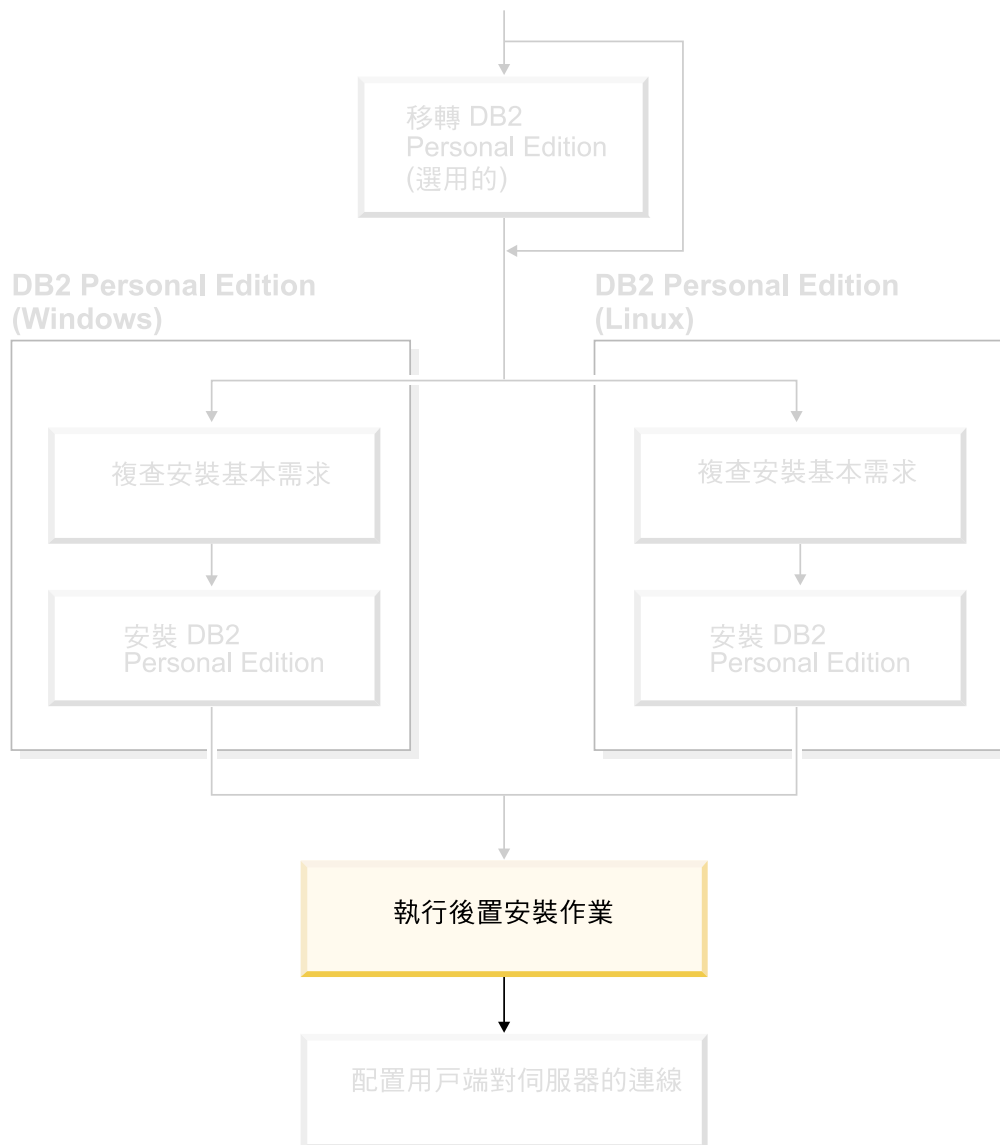 移轉 DB2
Personal Edition
(選用的)
DB2 Personal Edition
(Windows)
複查安裝基本需求
安裝 DB2
Personal Edition
DB2 Personal Edition
(Linux)
複查安裝基本需求
安裝 DB2
Personal Edition
執行後置安裝作業
配置用戶端對伺服器的連線